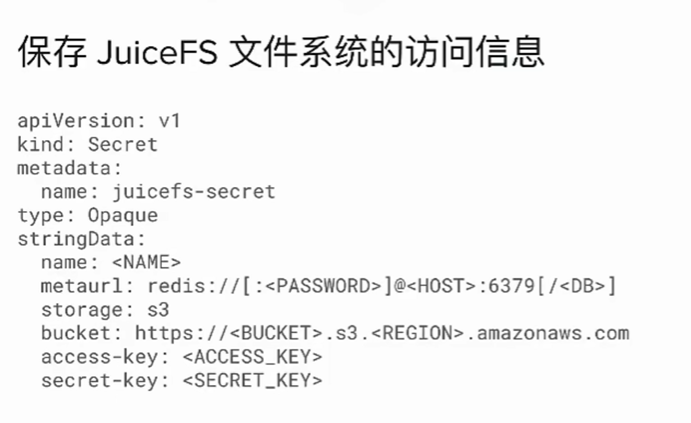 保存 JuiceFS 文件系统的访问信息
apiVersion: v1
kind: Secret
metadata:
  name: juicefs-secret
type: Opaque
stringData:
  name: <NAME>
  metaurl: redis://[:<PASSWORD>]@<HOST>:6379[/<DB>]
  storage: s3
  bucket: https://<BUCKET>.s3.<REGION>.amazonaws.com
  access-key: <ACCESS_KEY>
  secret-key: <SECRET_KEY>